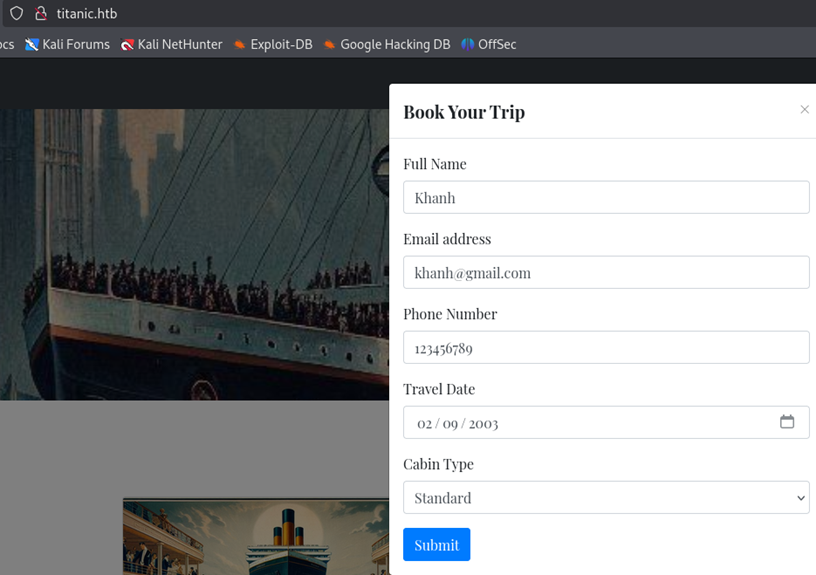 titanic.htb
ocs Kali Forums Kali NetHunter Exploit-DB Google Hacking DB OffSec
Book Your Trip ×
Full Name
Khanh
Email address
khanh@gmail.com
Phone Number
123456789
Travel Date
02 / 09 / 2003
Cabin Type
Standard
Submit